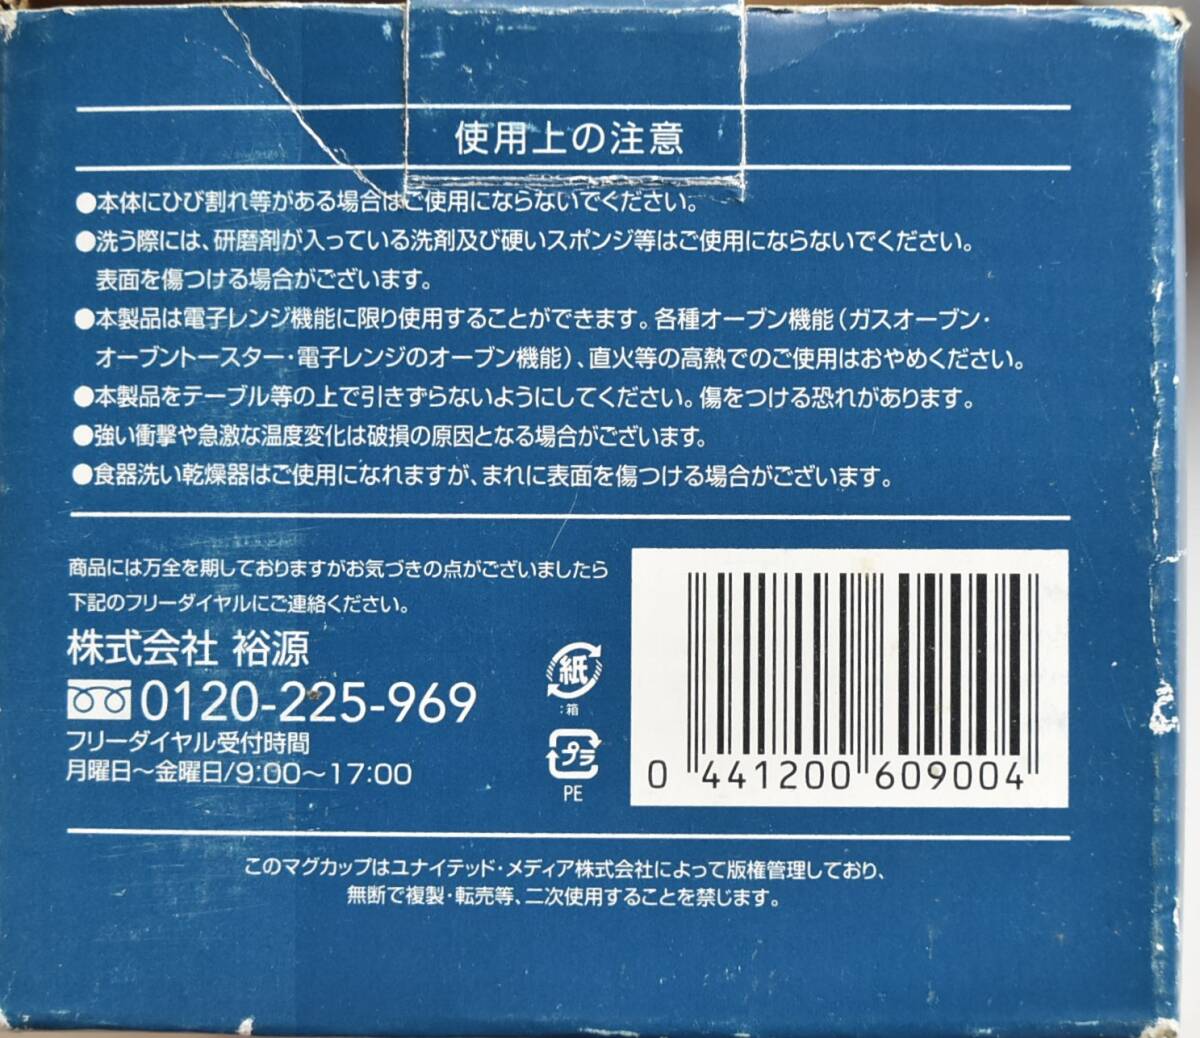 使用上の注意
●本体にひび割れ等がある場合はご使用にならないでください。
●洗う際には、研磨剤が入っている洗剤及び硬いスポンジ等はご使用にならないでください。
表面を傷つける場合がございます。
●本製品は電子レンジ機能に限り使用することができます。各種オーブン機能(ガスオーブン・
オーブントースター・電子レンジのオーブン機能)、直火等の高熱でのご使用はおやめください。
●本製品をテーブル等の上で引きずらないようにしてください。傷をつける恐れがあります。
●強い衝撃や急激な温度変化は破損の原因となる場合がございます。
●食器洗い乾燥器はご使用になれますが、まれに表面を傷つける場合がございます。
商品には万全を期しておりますがお気づきの点がございましたら
下記のフリーダイヤルにご連絡ください。
株式会社 裕源
0120-225-969
フリーダイヤル受付時間
月曜日～金曜日/9:00～17:00
紙
:箱
プラ
PE
0 441200 609004
このマグカップはユナイテッド・メディア株式会社によって版権管理しており、
無断で複製・転売等、二次使用することを禁じます。